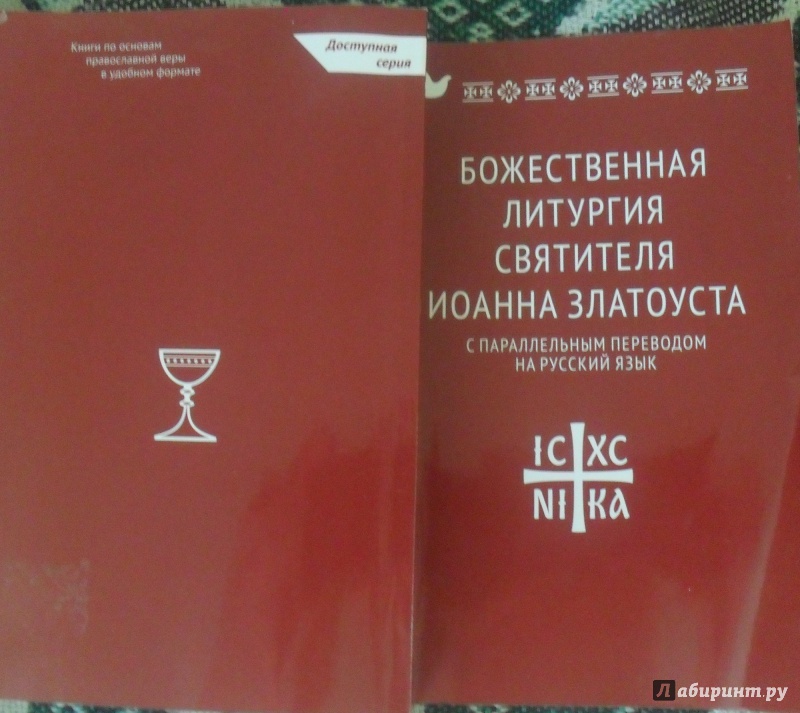 Книги по основам
православной веры
в удобном формате
Доступная
серия
БОЖЕСТВЕННАЯ
ЛИТУРГИЯ
СВЯТИТЕЛЯ
ИОАННА ЗЛАТОУСТА
С ПАРАЛЛЕЛЬНЫМ ПЕРЕВОДОМ
НА РУССКИЙ ЯЗЫК
IC XC
NI KA
Лабиринт.ру